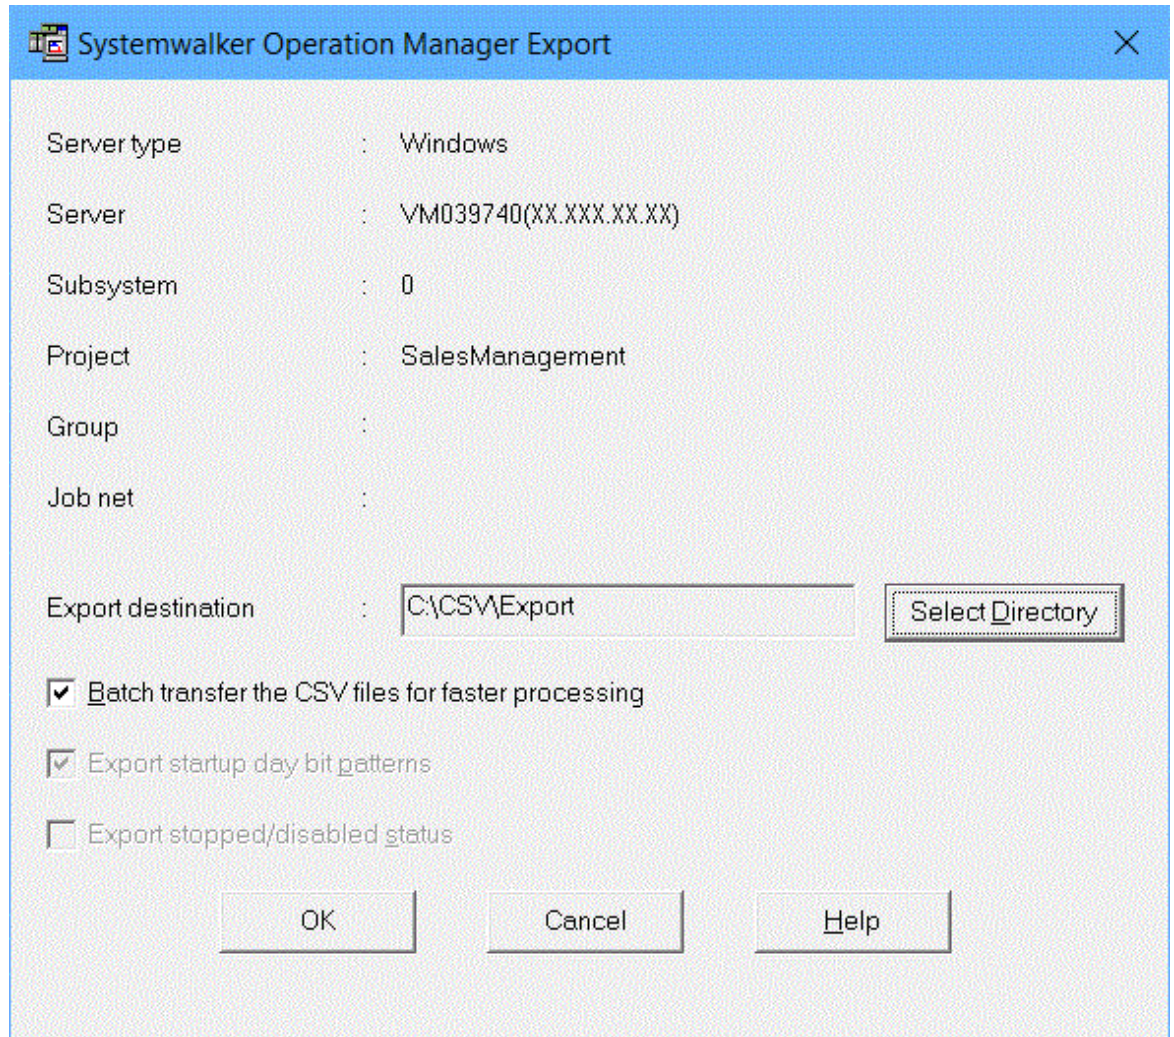 Systemwalker Operation Manager Export
Server type : Windows
Server : VM039740(XX.XXX.XX.XX)
Subsystem : 0
Project : SalesManagement
Group :
Job net :
Export destination : C:\CSV\Export Select Directory
Batch transfer the CSV files for faster processing
Export startup day bit patterns
Export stopped/disabled status
OK Cancel Help